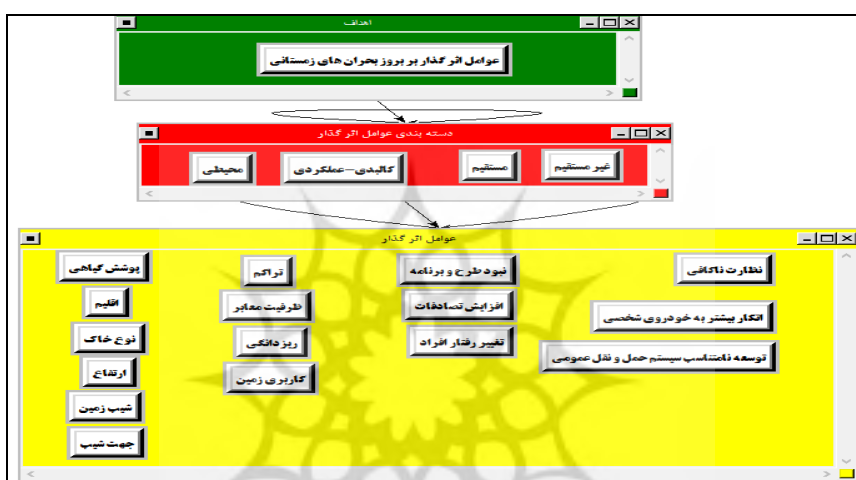 اهداف
عوامل اثر گذار بر بروز بحران های زمستانی
دسته بندی عوامل اثر گذار
غیر مستقیم
مستقیم
کالبدی-عملکردی
محیطی
عوامل اثر گذار
نظارت ناکافی
اتکار بیشتر به خودروی شخصی
توسعه نامتناسب سیستم حمل و نقل عمومی
نبود طرح و برنامه
افزایش تصادفات
تغییر رفتار افراد
تراکم
ظرفیت معابر
ریزدانگی
کاربری زمین
پوشش گیاهی
اقلیم
نوع خاک
ارتفاع
شیب زمین
جهت شیب